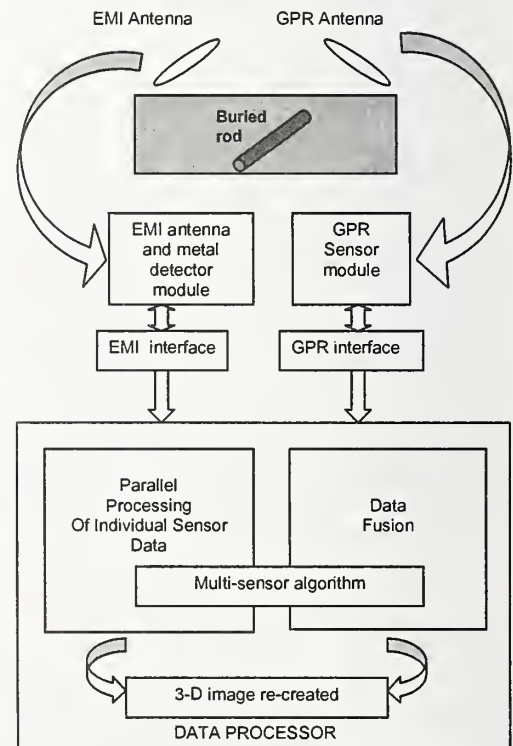 EMI Antenna
GPR Antenna
Buried
rod
EMI antenna
and metal
detector
module
GPR
Sensor
module
EMI interface
GPR interface
Parallel
Processing
Of Individual Sensor
Data
Data
Fusion
Multi-sensor algorithm
3-D image re-created
DATA PROCESSOR